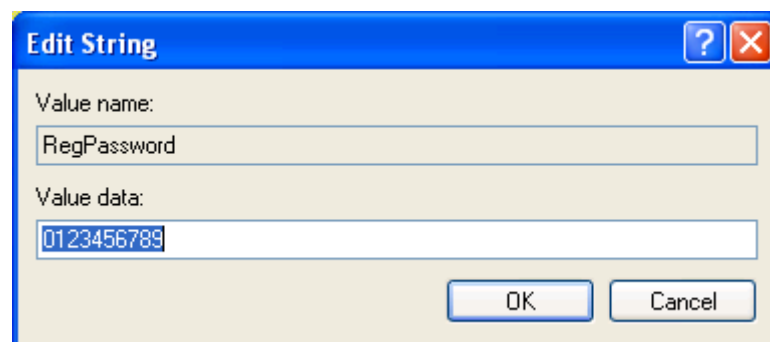 Edit String
Value name:
RegPassword
Value data:
0123456789
OK Cancel